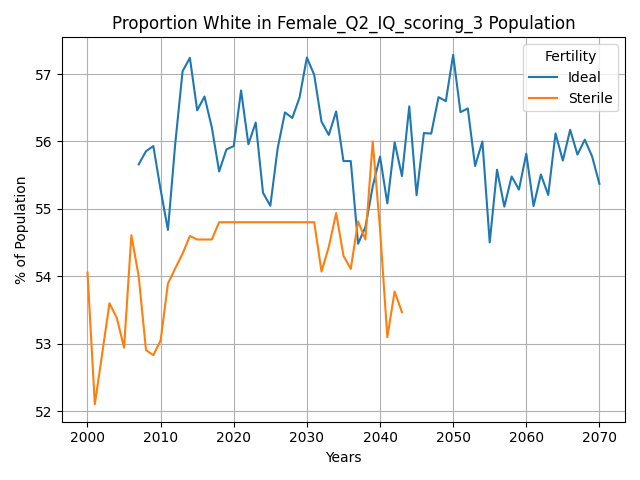 Proportion White in Female_Q2_IQ_scoring_3 Population
Fertility
Ideal
Sterile
% of Population
57
56
55
54
53
52
2000 2010 2020 2030 2040 2050 2060 2070
Years